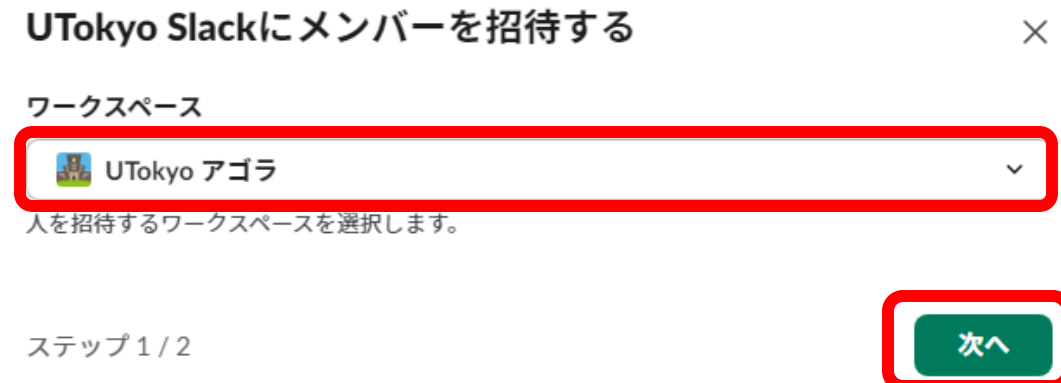 UTokyo Slackにメンバーを招待する
ワークスペース
UTokyo アゴラ
人を招待するワークスペースを選択します。
ステップ 1 / 2
次へ